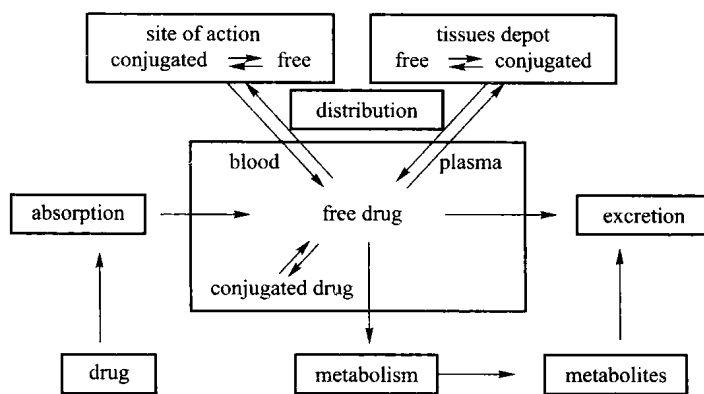 site of action
conjugated free
tissues depot
free conjugated
distribution
blood
plasma
absorption
free drug
excretion
conjugated drug
drug
metabolism
metabolites